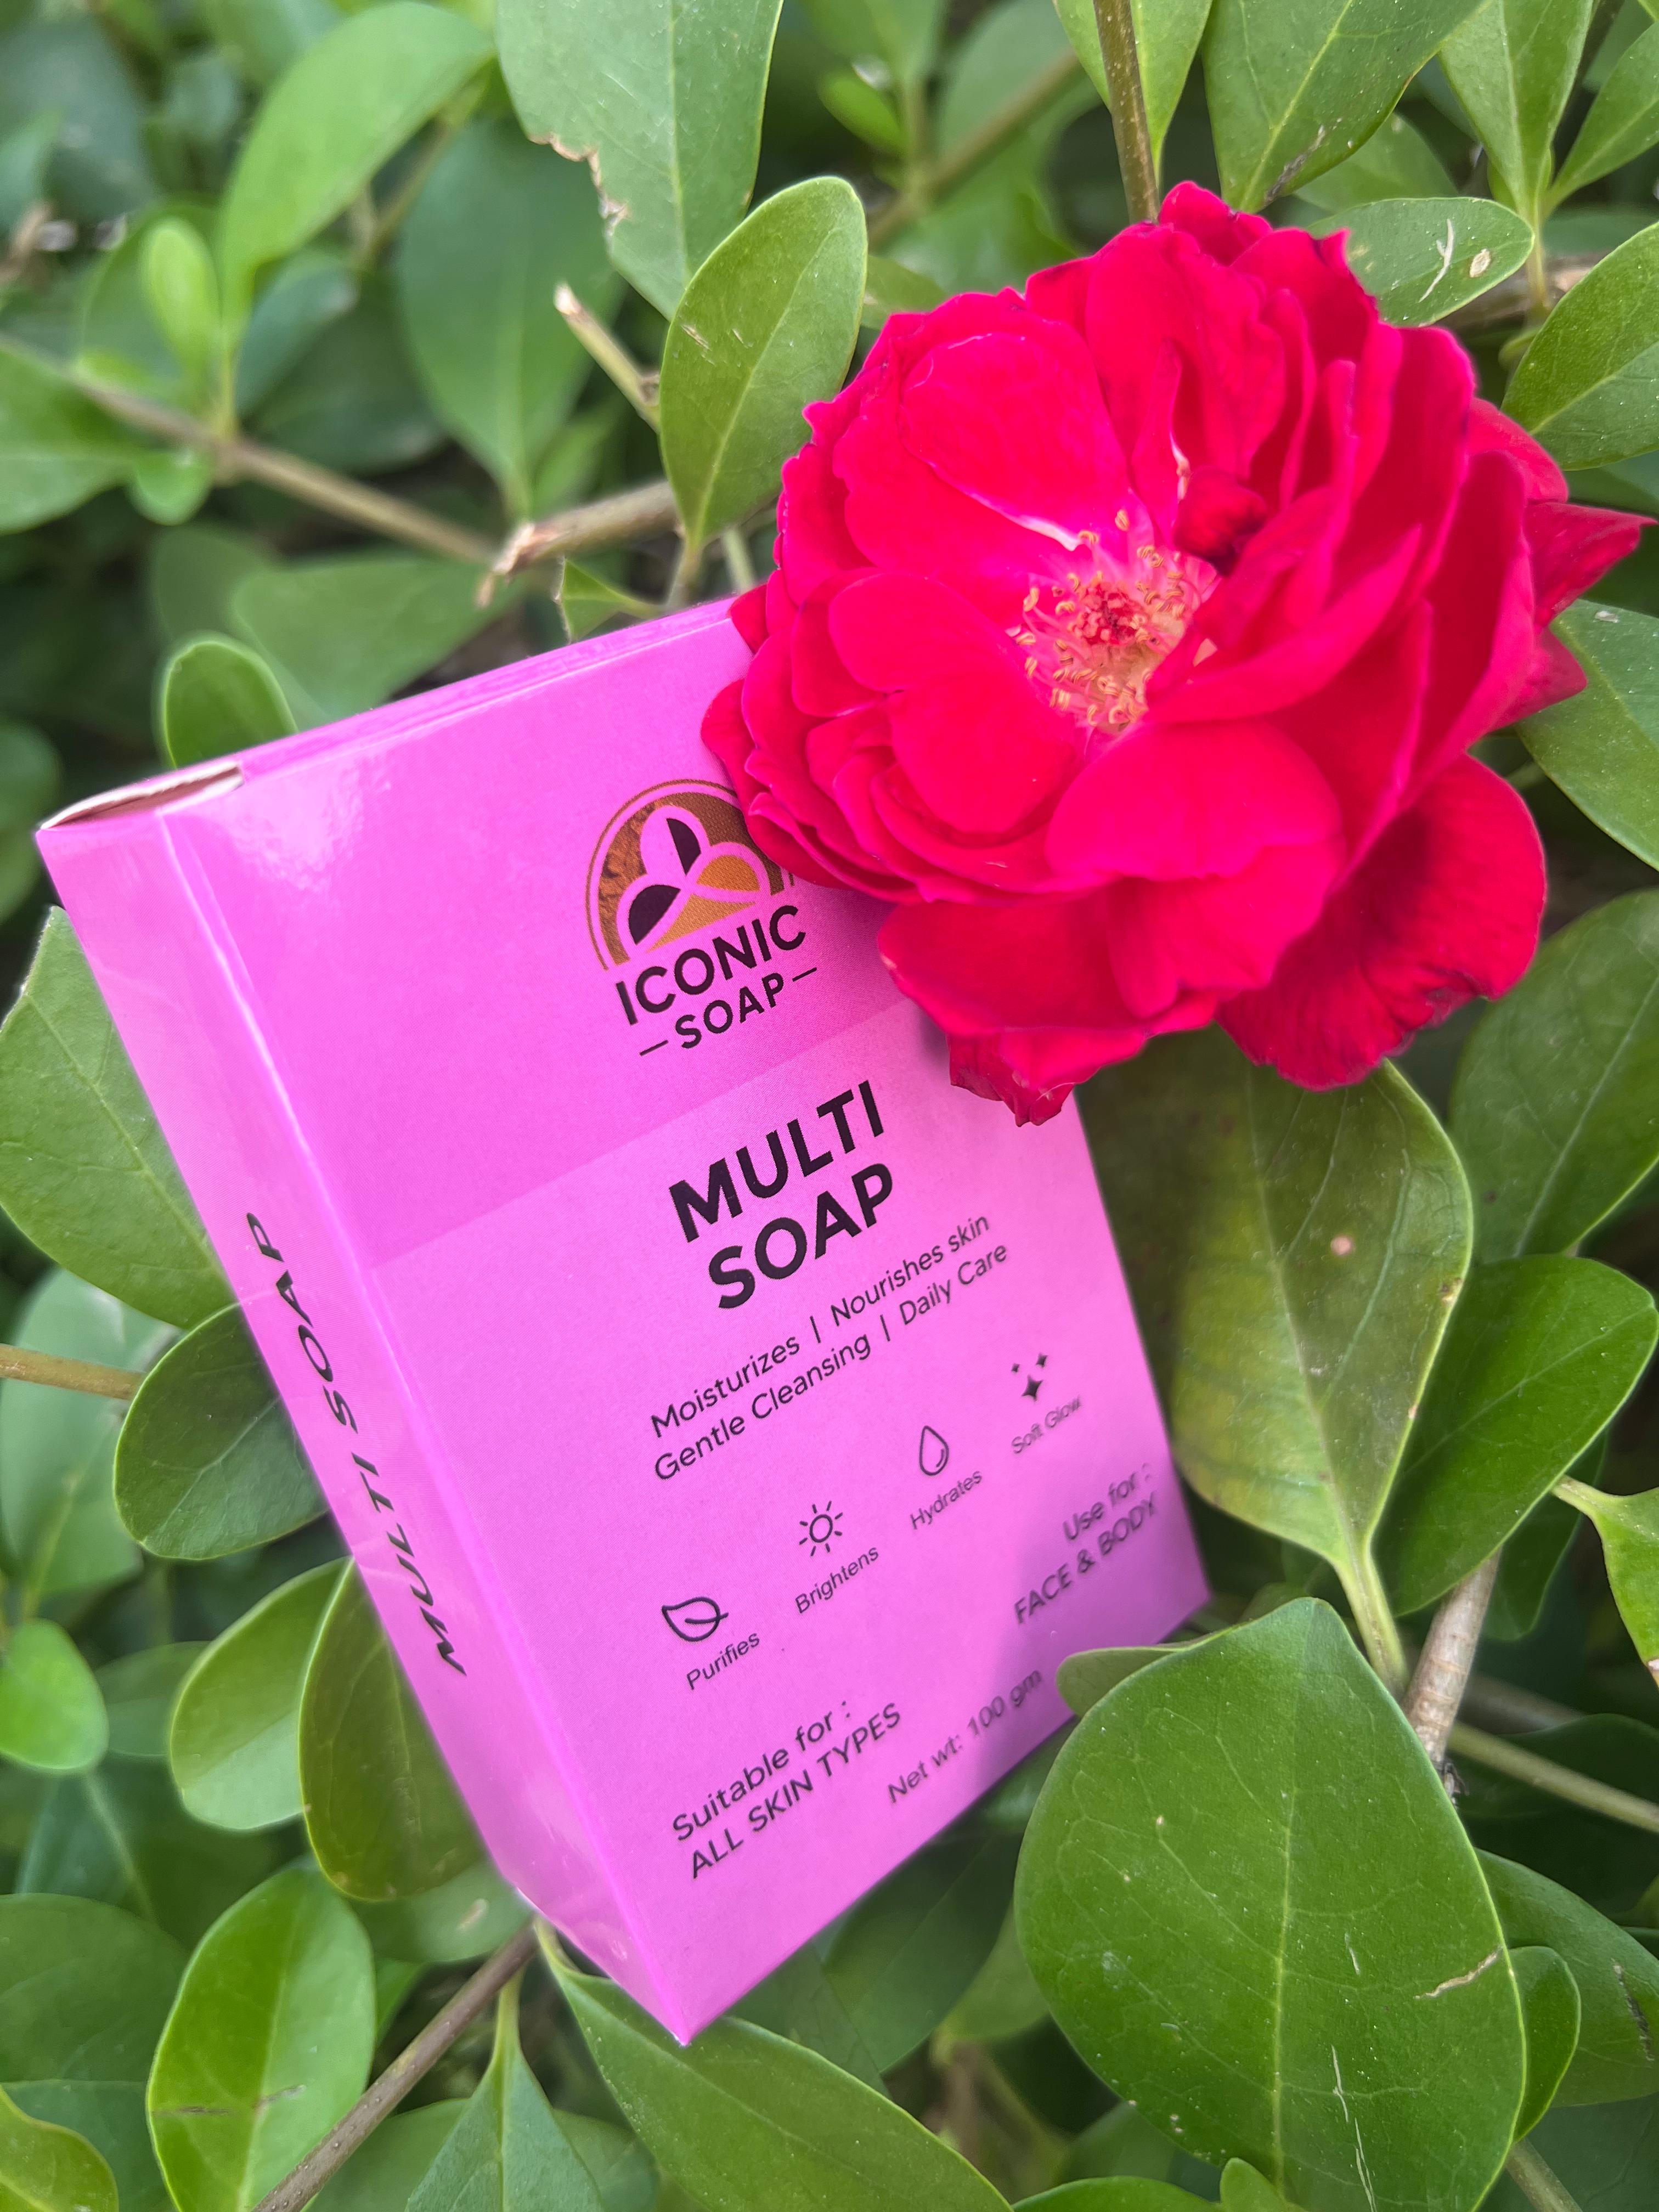 ICONIC
SOAP
MULTI
SOAP
Moisturizes | Nourishes skin
Gentle Cleansing | Daily Care
Purifies
Brightens
Hydrates
Soft Glow
Use for :
FACE & BODY
Suitable for :
ALL SKIN TYPES
Net wt: 100 gm
MULTI SOAP